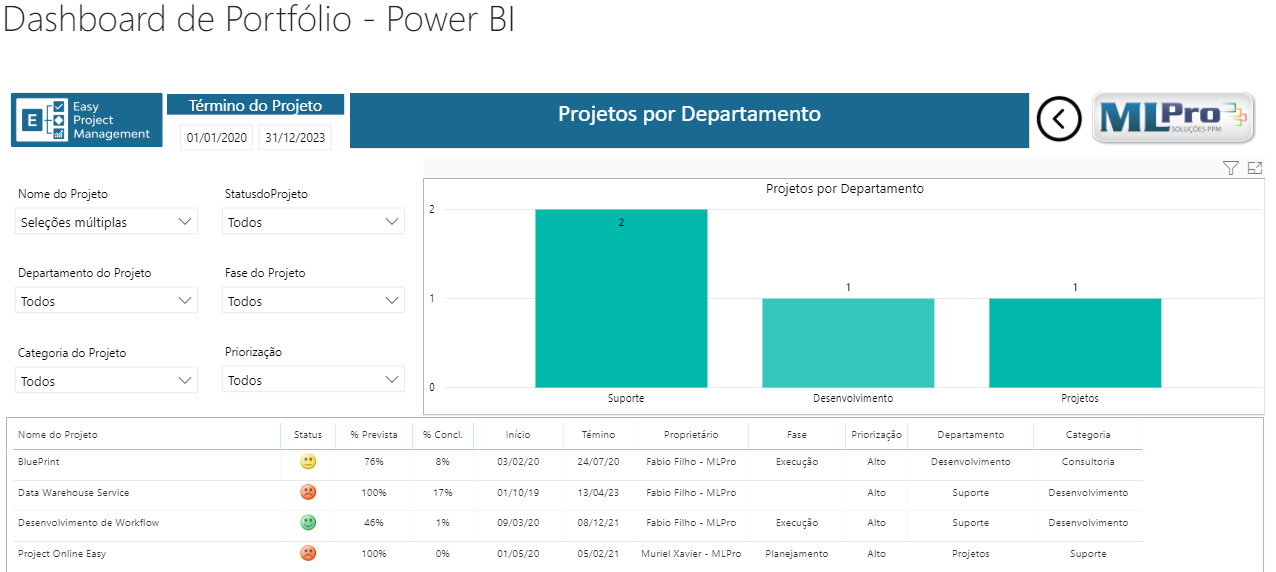 Dashboard de Portfólio - Power BI
E Easy
Project
Management
Término do Projeto
01/01/2020 31/12/2023
Projetos por Departamento
MLPro
SOLUÇÕES PPM
Nome do Projeto StatusdoProjeto
Seleções múltiplas Todos
Departamento do Projeto Fase do Projeto
Todos Todos
Categoria do Projeto Priorização
Todos Todos
Projetos por Departamento
2
2
1
1 1
0
Suporte Desenvolvimento Projetos
Nome do Projeto Status % Prevista % Concl. Início Témino Proprietário Fase Priorização Departamento Categoria
BluePrint 76% 8% 03/02/20 24/07/20 Fabio Filho - MLPro Execução Alto Desenvolvimento Consultoria
Data Warehouse Service 100% 17% 01/10/19 13/04/23 Fabio Filho - MLPro Alto Suporte Desenvolvimento
Desenvolvimento de Workflow 46% 1% 09/03/20 08/12/21 Fabio Filho - MLPro Execução Alto Suporte Desenvolvimento
Project Online Easy 100% 0% 01/05/20 05/02/21 Muriel Xavier - MLPro Planejamento Alto Projetos Suporte